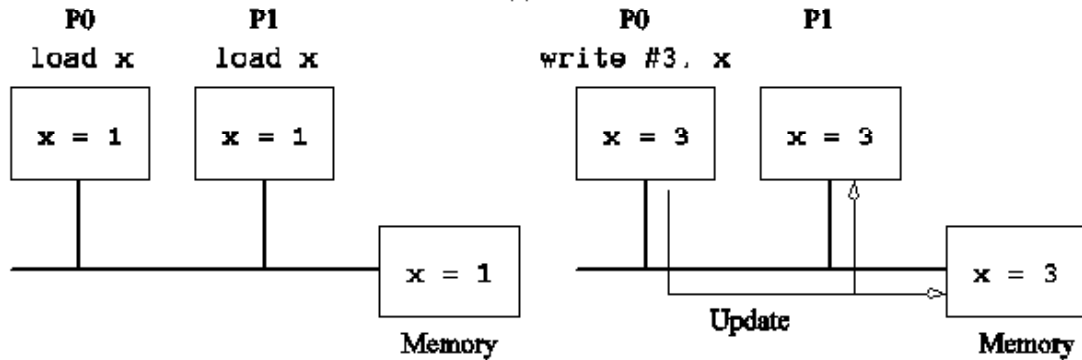 P0 P1 P0 P1
load x load x write #3, x
x = 1 x = 1 x = 3 x = 3
x = 1 x = 3
Update
Memory Memory